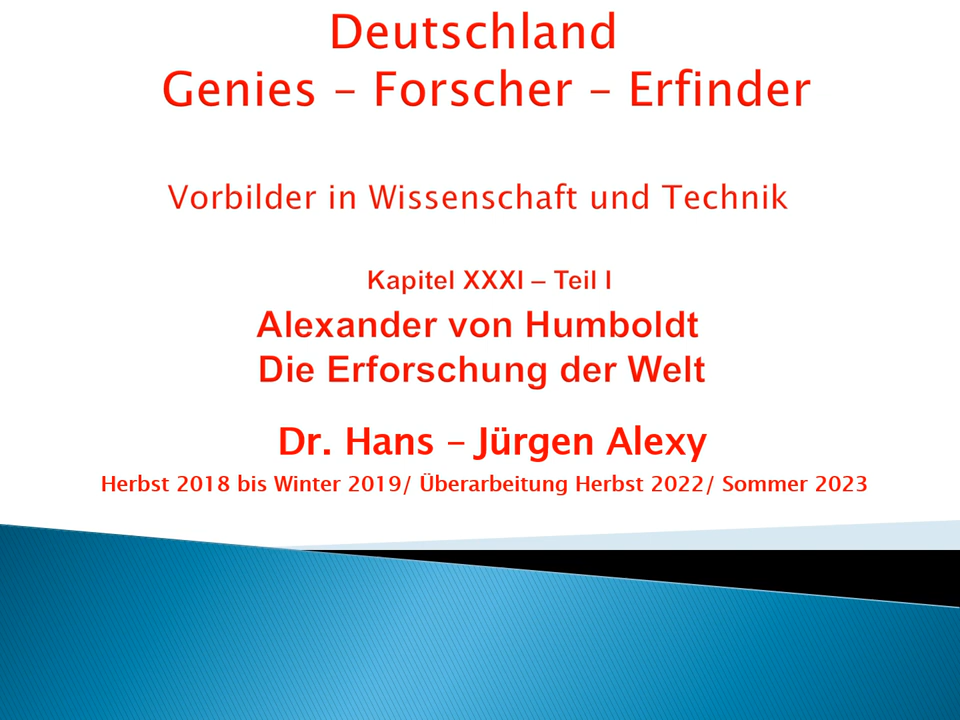 Deutschland
Genies – Forscher – Erfinder
Vorbilder in Wissenschaft und Technik
Kapitel XXXI – Teil I
Alexander von Humboldt
Die Erforschung der Welt
Dr. Hans – Jürgen Alexy
Herbst 2018 bis Winter 2019/ Überarbeitung Herbst 2022/ Sommer 2023